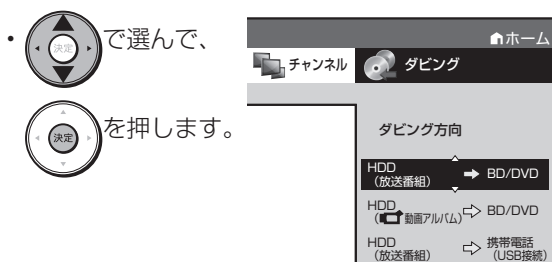 ・決定で選んで、
決定を押します。
ホーム
チャンネル ダビング
ダビング方向
HDD
(放送番組) ➡ BD/DVD
HDD
(動画アルバム) ⇨ BD/DVD
HDD
(放送番組) ⇨ 携帯電話
(USB接続)